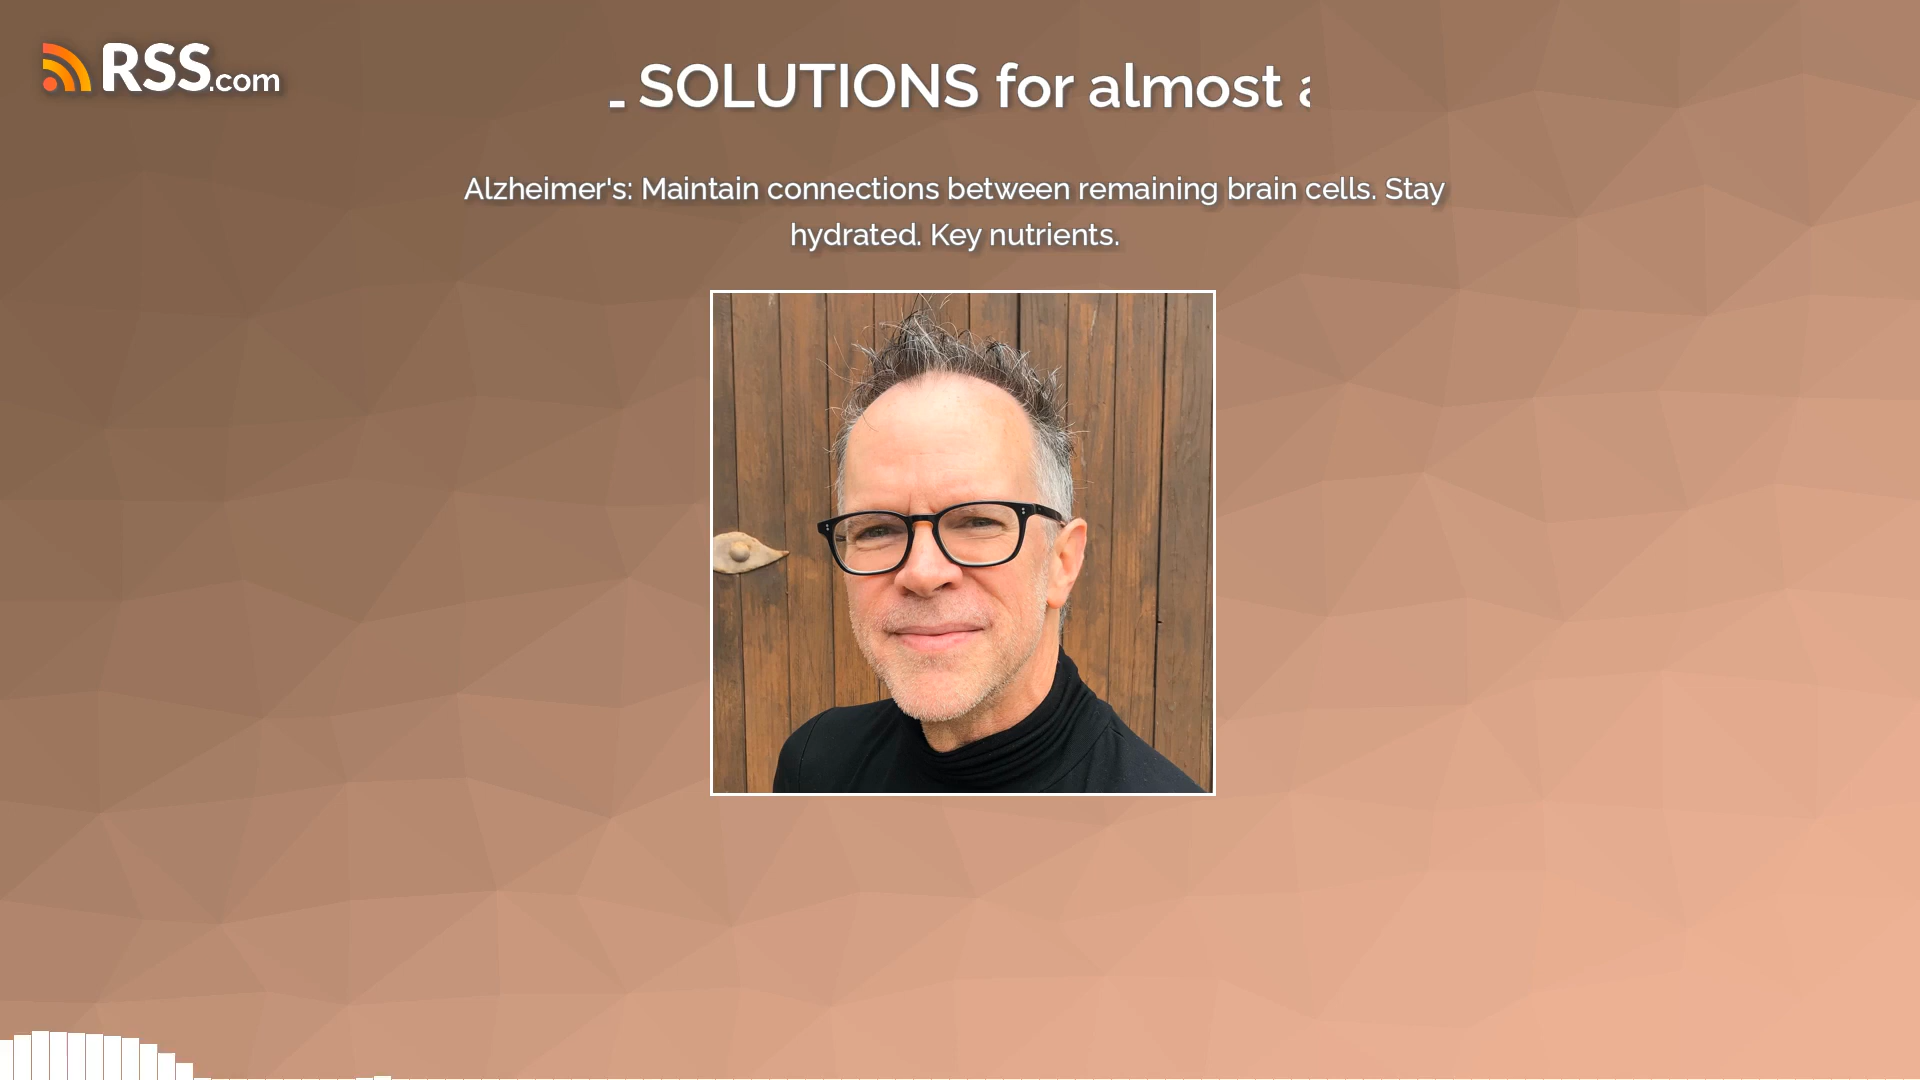 RSS.com
SOLUTIONS for almost
Alzheimer's: Maintain connections between remaining brain cells. Stay
hydrated. Key nutrients.